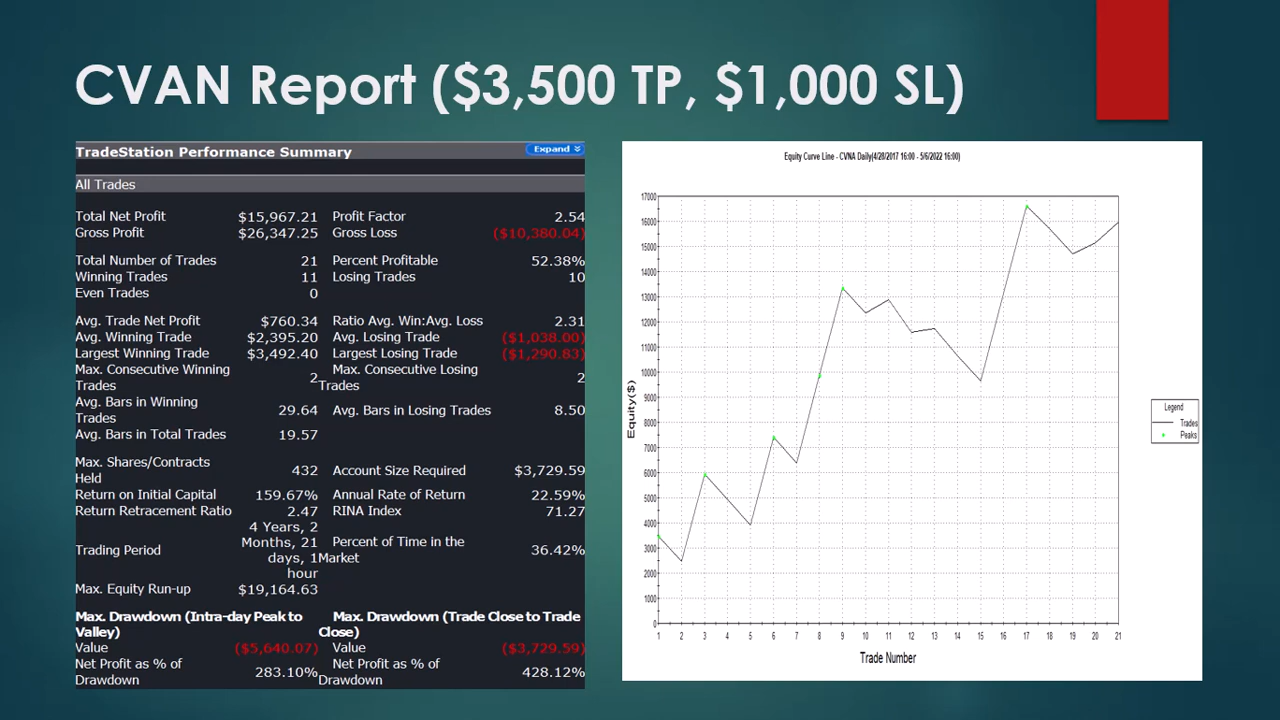 CVAN Report ($3,500 TP, $1,000 SL)
TradeStation Performance Summary
Expand
All Trades
Total Net Profit $15,967.21 Profit Factor 2.54
Gross Profit $26,347.25 Gross Loss ($10,380.04)
Total Number of Trades 21 Percent Profitable 52.38%
Winning Trades 11 Losing Trades 10
Even Trades 0
Avg. Trade Net Profit $760.34 Ratio Avg. Win:Avg. Loss 2.31
Avg. Winning Trade $2,395.20 Avg. Losing Trade ($1,038.00)
Largest Winning Trade $3,492.40 Largest Losing Trade ($1,290.83)
Max. Consecutive Winning
Trades 2
Max. Consecutive Losing
Trades 2
Avg. Bars in Winning
Trades 29.64
Avg. Bars in Losing Trades 8.50
Avg. Bars in Total Trades 19.57
Max. Shares/Contracts
Held 432
Account Size Required $3,729.59
Return on Initial Capital 159.67% Annual Rate of Return 22.59%
Return Retracement Ratio 2.47 RINA Index 71.27
Trading Period
4 Years, 2
Months, 21
days, 1
hour
Percent of Time in the
Market 36.42%
Max. Equity Run-up $19,164.63
Max. Drawdown (Intra-day Peak to
Valley)
Max. Drawdown (Trade Close to Trade
Close)
Value ($5,640.07) Value ($3,729.59)
Net Profit as % of
Drawdown 283.10%
Net Profit as % of
Drawdown 428.12%
Equity Curve Line - CVNA Daily(4/28/2017 16:00 - 5/6/2022 16:00)
Equity($)
17000
16000
15000
14000
13000
12000
11000
10000
9000
8000
7000
6000
5000
4000
3000
2000
1000
0
1 2 3 4 5 6 7 8 9 10 11 12 13 14 15 16 17 18 19 20 21
Trade Number
Legend
Trades
Peaks